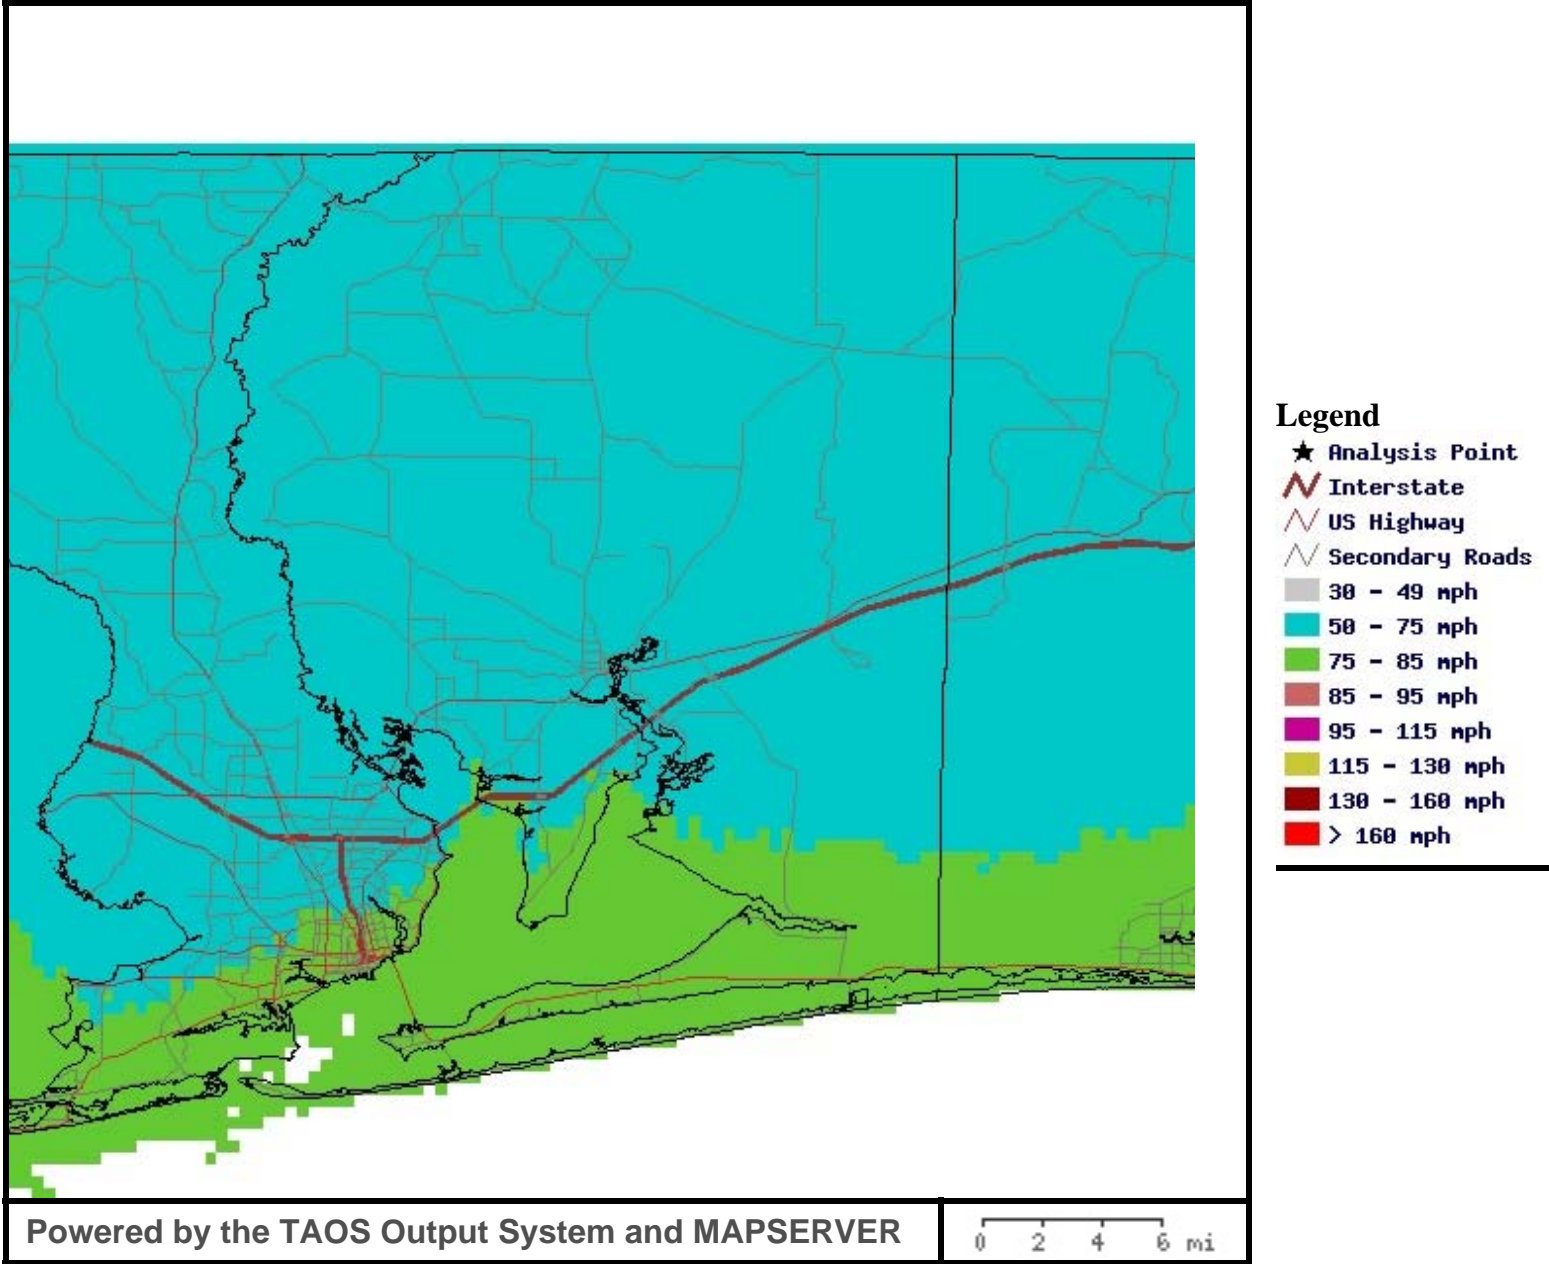 Legend
Analysis Point
Interstate
US Highway
Secondary Roads
30 - 49 mph
50 - 75 mph
75 - 85 mph
85 - 95 mph
95 - 115 mph
115 - 130 mph
130 - 160 mph
> 160 mph
Powered by the TAOS Output System and MAPSERVER
0 2 4 6 mi